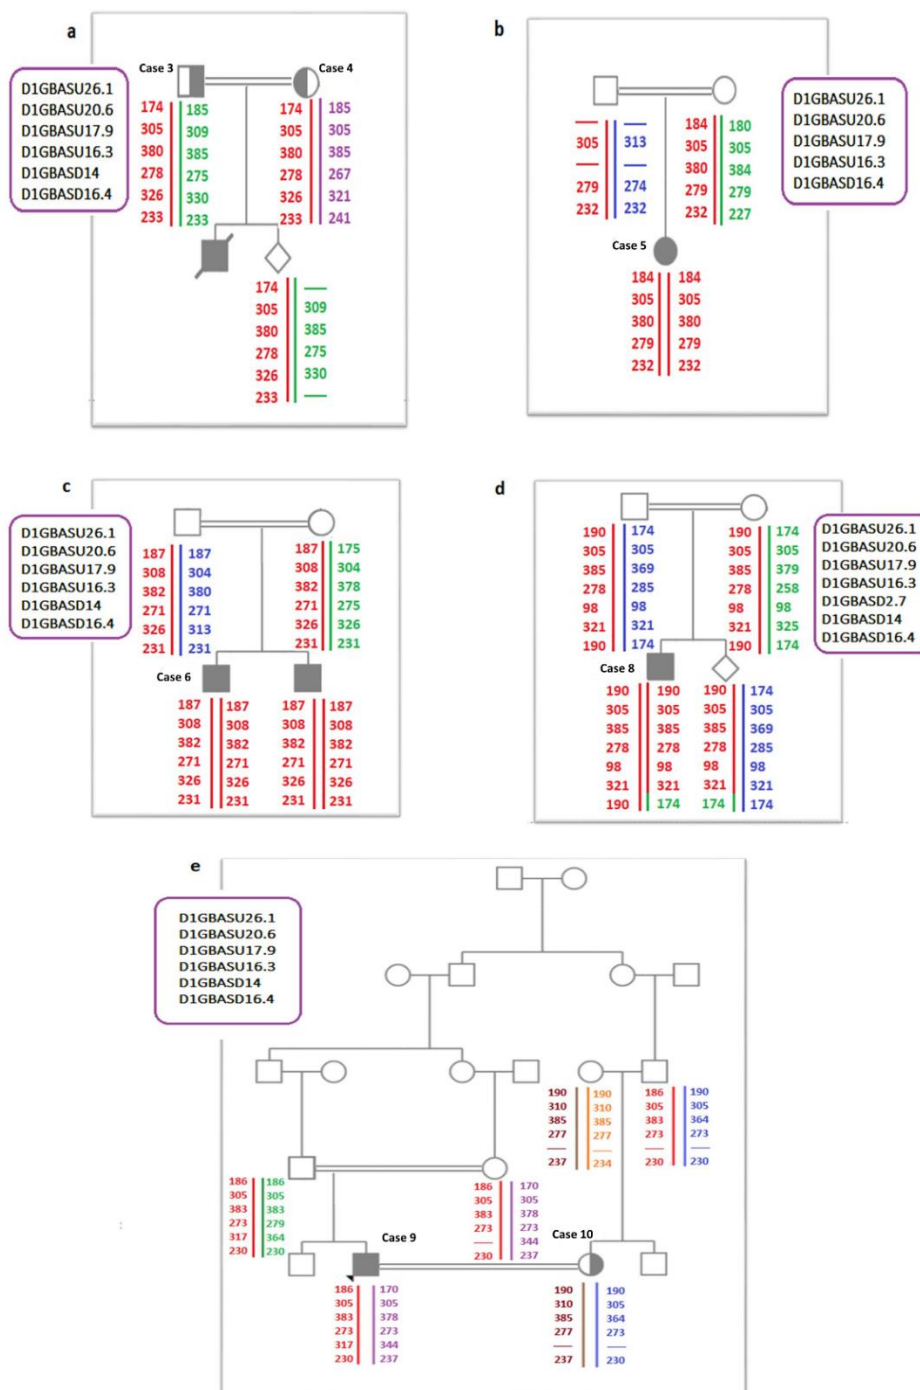 a
Case 3
Case 4
D1GBASU26.1
D1GBASU20.6
D1GBASU17.9
D1GBASU16.3
D1GBASD14
D1GBASD16.4
174 185 174 185
305 309 305 305
380 385 380 385
278 275 278 267
326 330 326 321
233 233 233 241
174 —
305 309
380 385
278 275
326 330
233 —
b
D1GBASU26.1
D1GBASU20.6
D1GBASU17.9
D1GBASU16.3
D1GBASD16.4
— — 184 180
305 313 305 305
— — 380 384
279 274 279 279
232 232 232 227
Case 5
184 184
305 305
380 380
279 279
232 232
c
D1GBASU26.1
D1GBASU20.6
D1GBASU17.9
D1GBASU16.3
D1GBASD14
D1GBASD16.4
187 187 187 175
308 304 308 304
382 380 382 378
271 271 271 275
326 313 326 326
231 231 231 231
Case 6
187 187 187 187
308 308 308 308
382 382 382 382
271 271 271 271
326 326 326 326
231 231 231 231
d
D1GBASU26.1
D1GBASU20.6
D1GBASU17.9
D1GBASU16.3
D1GBASD2.7
D1GBASD14
D1GBASD16.4
190 174 190 174
305 305 305 305
385 369 385 379
278 285 278 258
98 98 98 98
321 321 321 325
190 174 190 174
Case 8
190 190 190 174
305 305 305 305
385 385 385 369
278 278 278 285
98 98 98 98
321 321 321 321
190 174 174 174
e
D1GBASU26.1
D1GBASU20.6
D1GBASU17.9
D1GBASU16.3
D1GBASD14
D1GBASD16.4
190 190 186 190
310 310 305 305
385 385 383 364
277 277 273 273
— — — —
237 234 230 230
186 186
305 305
383 383
273 279
317 364
230 230
186 170
305 305
383 378
273 273
— 344
230 237
Case 9
Case 10
186 170
305 305
383 378
273 273
317 344
230 237
190 190
310 305
385 364
277 273
— —
237 230